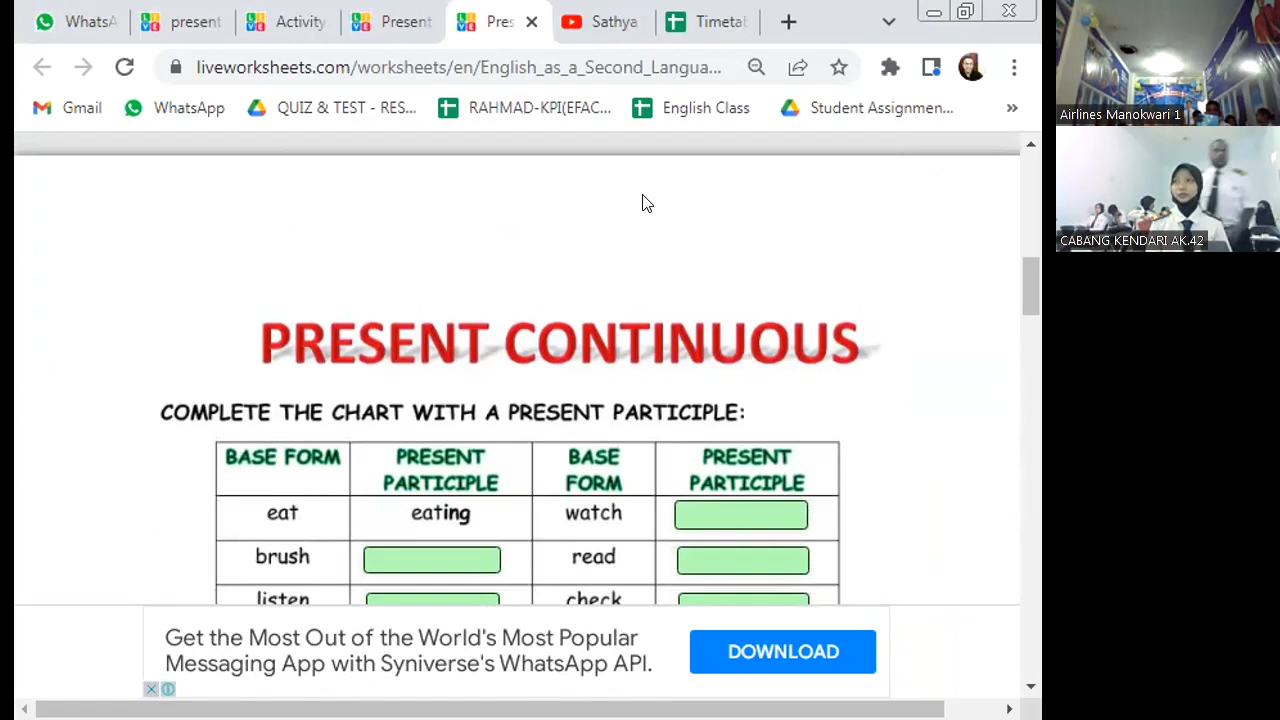 WhatsA
present
Activity
Present
Pres
Sathya
Timetab
liveworksheets.com/worksheets/en/English_as_a_Second_Langua...
Gmail
WhatsApp
QUIZ & TEST - RES...
RAHMAD-KPI(EFAC...
English Class
Student Assignmen...
»
Airlines Manokwari 1
CABANG KENDARI AK.42
PRESENT CONTINUOUS
COMPLETE THE CHART WITH A PRESENT PARTICIPLE:
BASE FORM
PRESENT
PARTICIPLE
BASE
FORM
PRESENT
PARTICIPLE
eat
eating
watch
brush
read
listen
check
Get the Most Out of the World's Most Popular
Messaging App with Syniverse's WhatsApp API.
DOWNLOAD